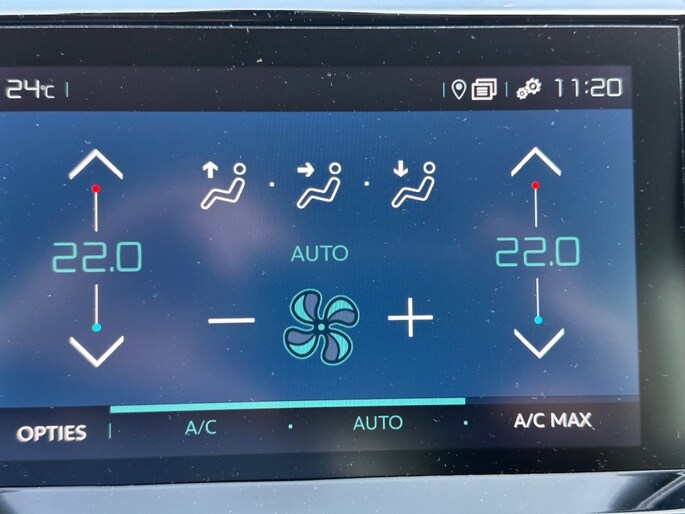 24°C 11:20
22.0 AUTO 22.0
OPTIES A/C AUTO A/C MAX